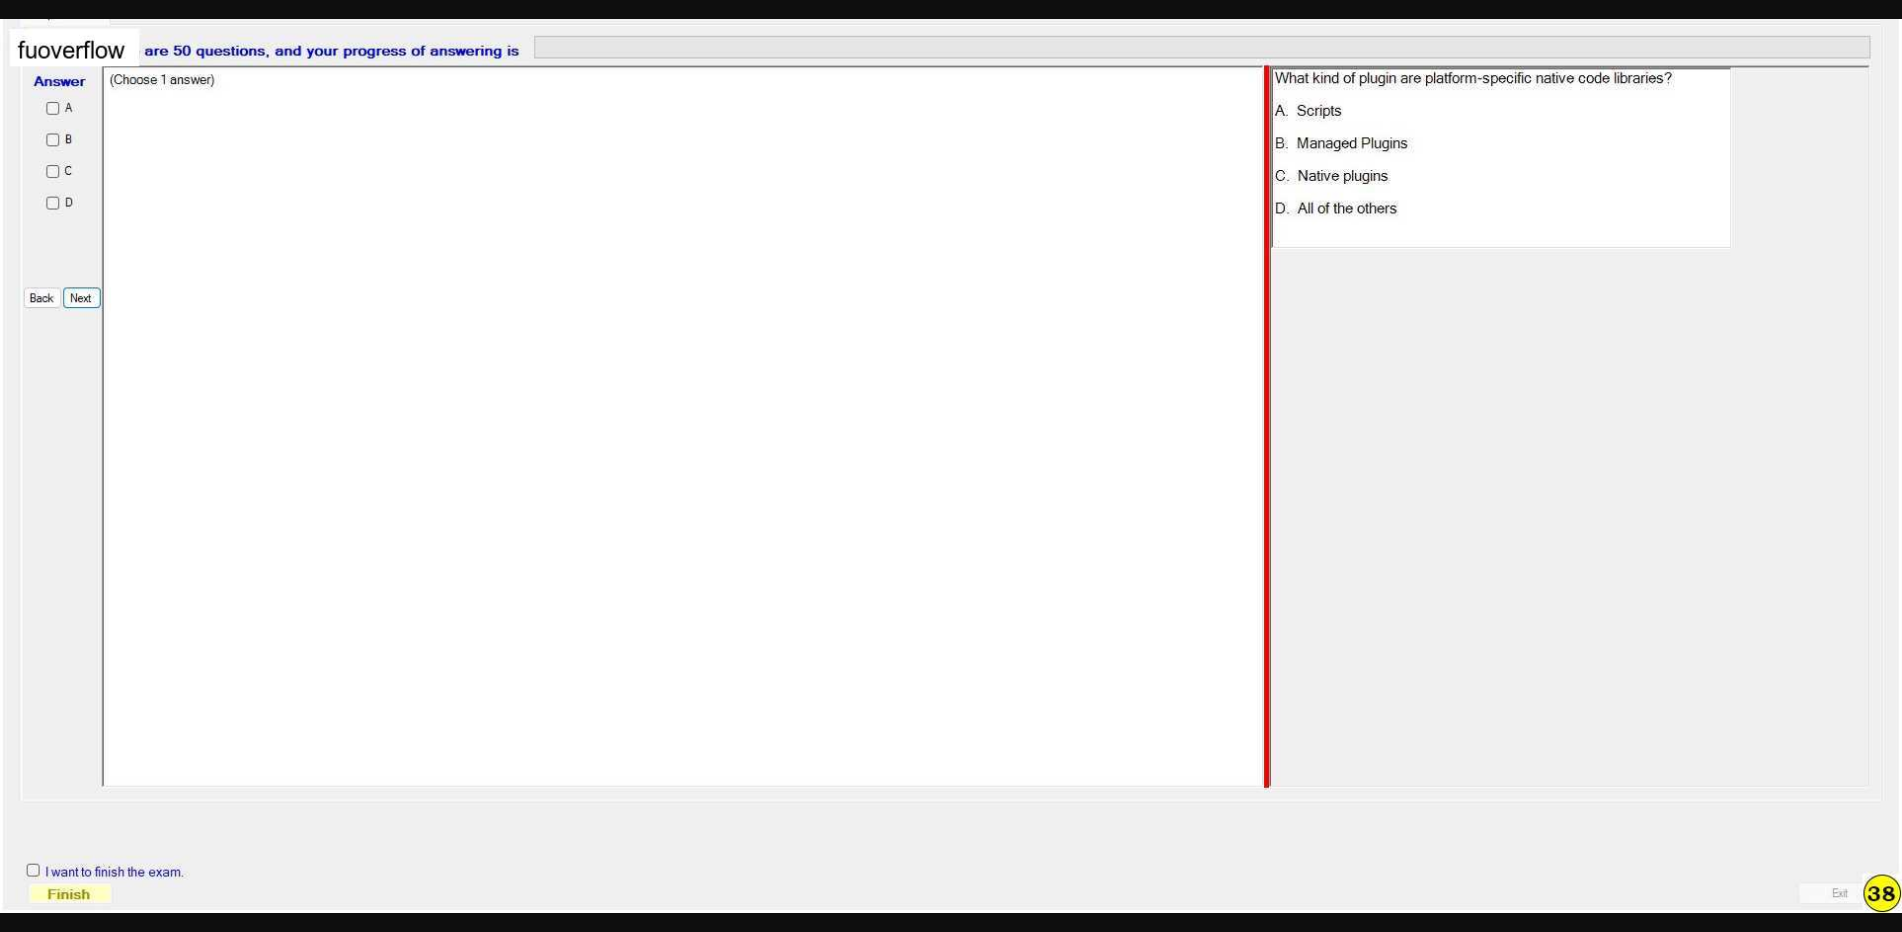 fuoverflow are 50 questions, and your progress of answering is
Answer
A
B
C
D
Back Next
(Choose 1 answer)
What kind of plugin are platform-specific native code libraries?
A. Scripts
B. Managed Plugins
C. Native plugins
D. All of the others
I want to finish the exam.
Finish
Exit 38